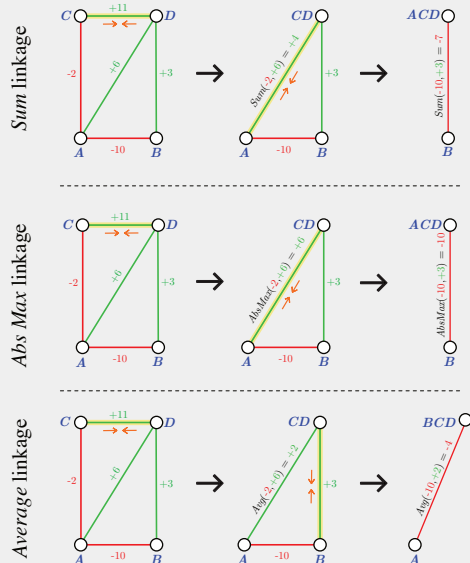 Sum linkage
C +11 D
-2 +6 +3
A -10 B
CD
Sum(-2,+6) = +4
+3
A -10 B
ACD
Sum(-10,+3) = -7
B
Abs Max linkage
C +11 D
-2 +6 +3
A -10 B
CD
AbsMax(-2,+6) = +6
+3
A -10 B
ACD
AbsMax(-10,+3) = -10
B
Average linkage
C +11 D
-2 +6 +3
A -10 B
CD
Avg(-2,+6) = +2
+3
A -10 B
BCD
Avg(-10,+2) = -4
A